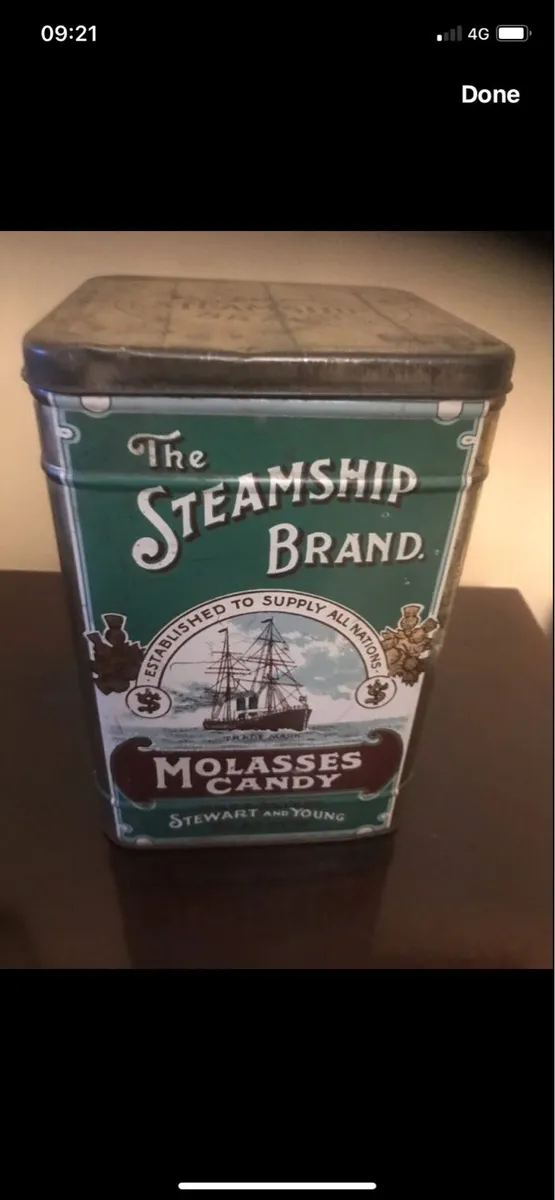 09:21
4G
Done
The
STEAMSHIP
BRAND.
· ESTABLISHED TO SUPPLY ALL NATIONS ·
TRADE MARK
MOLASSES
CANDY
STEWART AND YOUNG